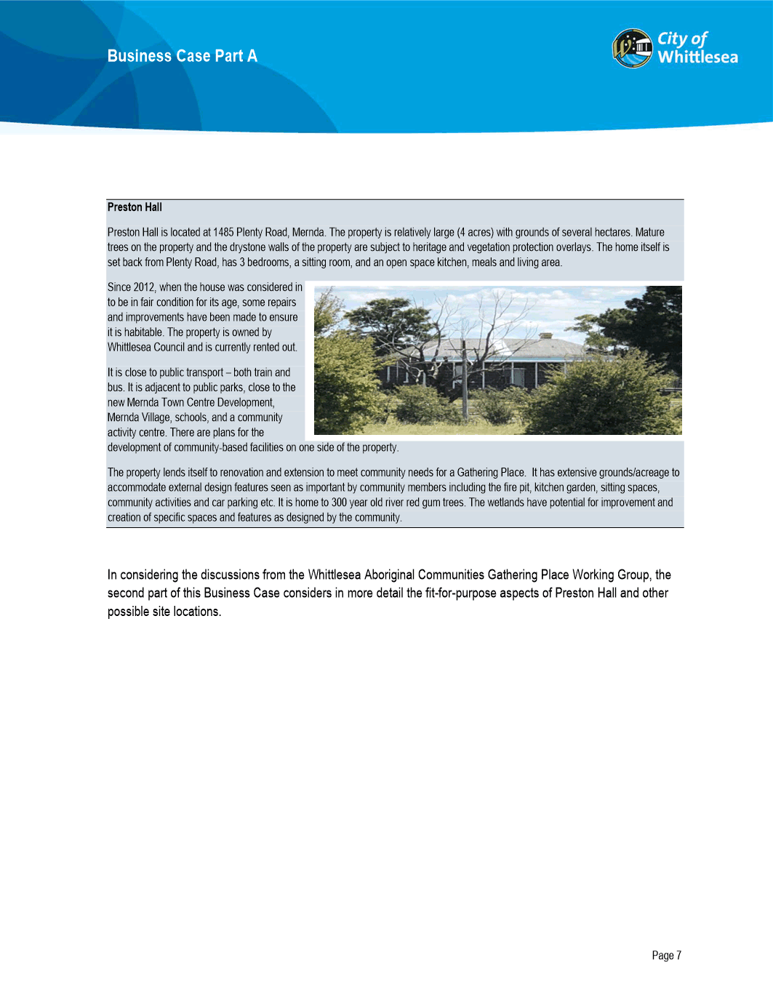 Business Case Part A
City of
Whittlesea
Preston Hall
Preston Hall is located at 1485 Plenty Road, Mernda. The property is relatively large (4 acres) with grounds of several hectares. Mature
trees on the property and the drystone walls of the property are subject to heritage and vegetation protection overlays. The home itself is
set back from Plenty Road, has 3 bedrooms, a sitting room, and an open space kitchen, meals and living area.
Since 2012, when the house was considered in
to be in fair condition for its age, some repairs
and improvements have been made to ensure
it is habitable. The property is owned by
Whittlesea Council and is currently rented out.
It is close to public transport – both train and
bus. It is adjacent to public parks, close to the
new Mernda Town Centre Development,
Mernda Village, schools, and a community
activity centre. There are plans for the
development of community-based facilities on one side of the property.
The property lends itself to renovation and extension to meet community needs for a Gathering Place.  It has extensive grounds/acreage to
accommodate external design features seen as important by community members including the fire pit, kitchen garden, sitting spaces,
community activities and car parking etc. It is home to 300 year old river red gum trees. The wetlands have potential for improvement and
creation of specific spaces and features as designed by the community.
In considering the discussions from the Whittlesea Aboriginal Communities Gathering Place Working Group, the
second part of this Business Case considers in more detail the fit-for-purpose aspects of Preston Hall and other
possible site locations.
Page 7